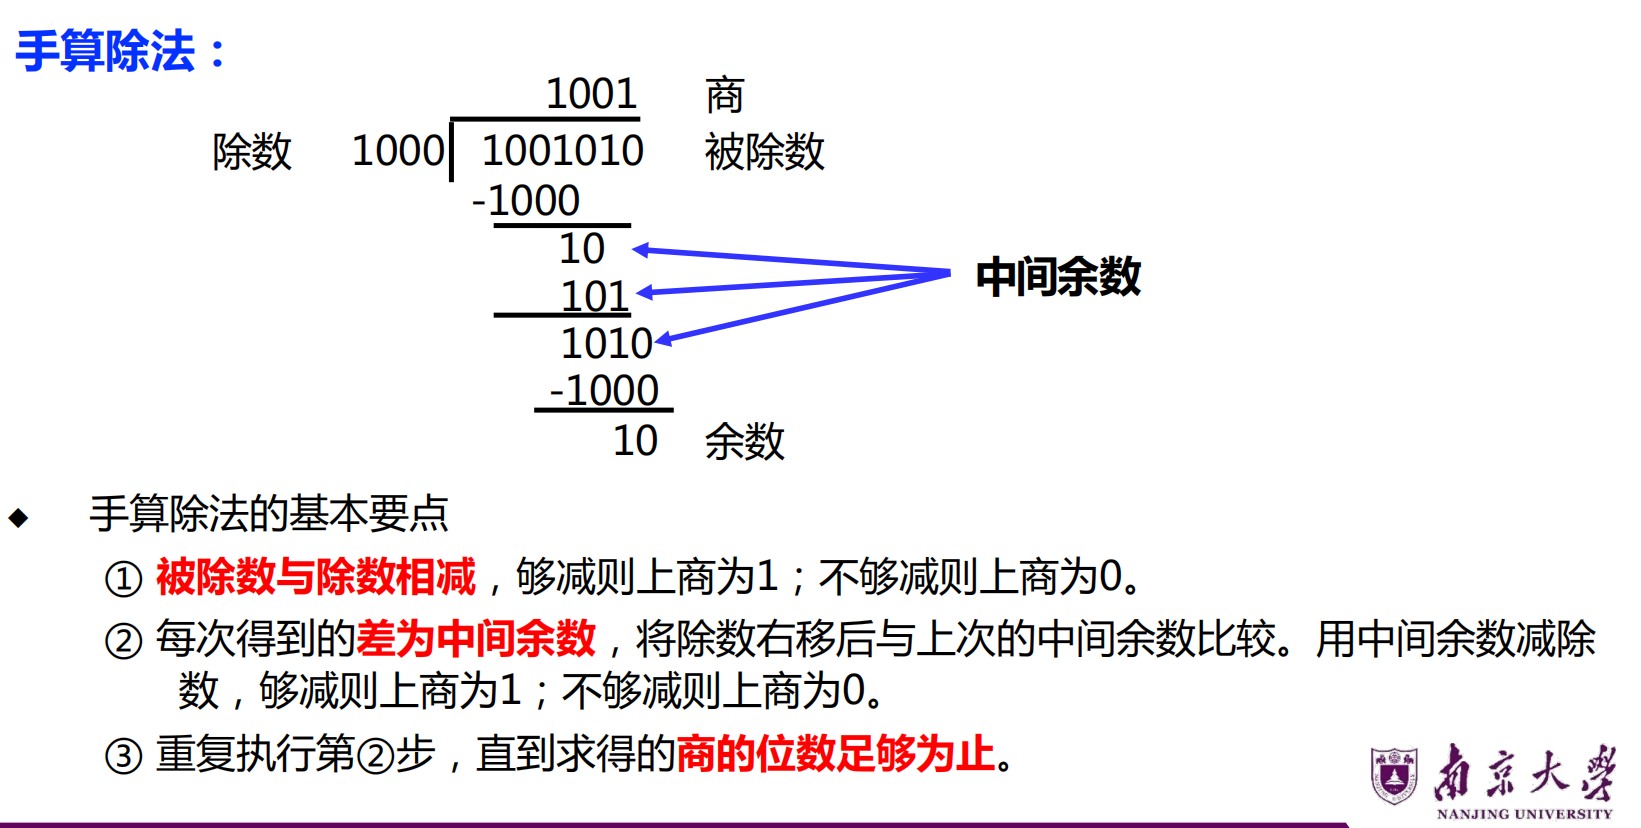 手算除法：
1001 商
除数 1000 1001010 被除数
-1000
10
中间余数
101
1010
-1000
10 余数
◆ 手算除法的基本要点
① 被除数与除数相减，够减则上商为1；不够减则上商为0。
② 每次得到的差为中间余数，将除数右移后与上次的中间余数比较。用中间余数减除
数，够减则上商为1；不够减则上商为0。
③ 重复执行第②步，直到求得的商的位数足够为止。
南京大学
NANJING UNIVERSITY